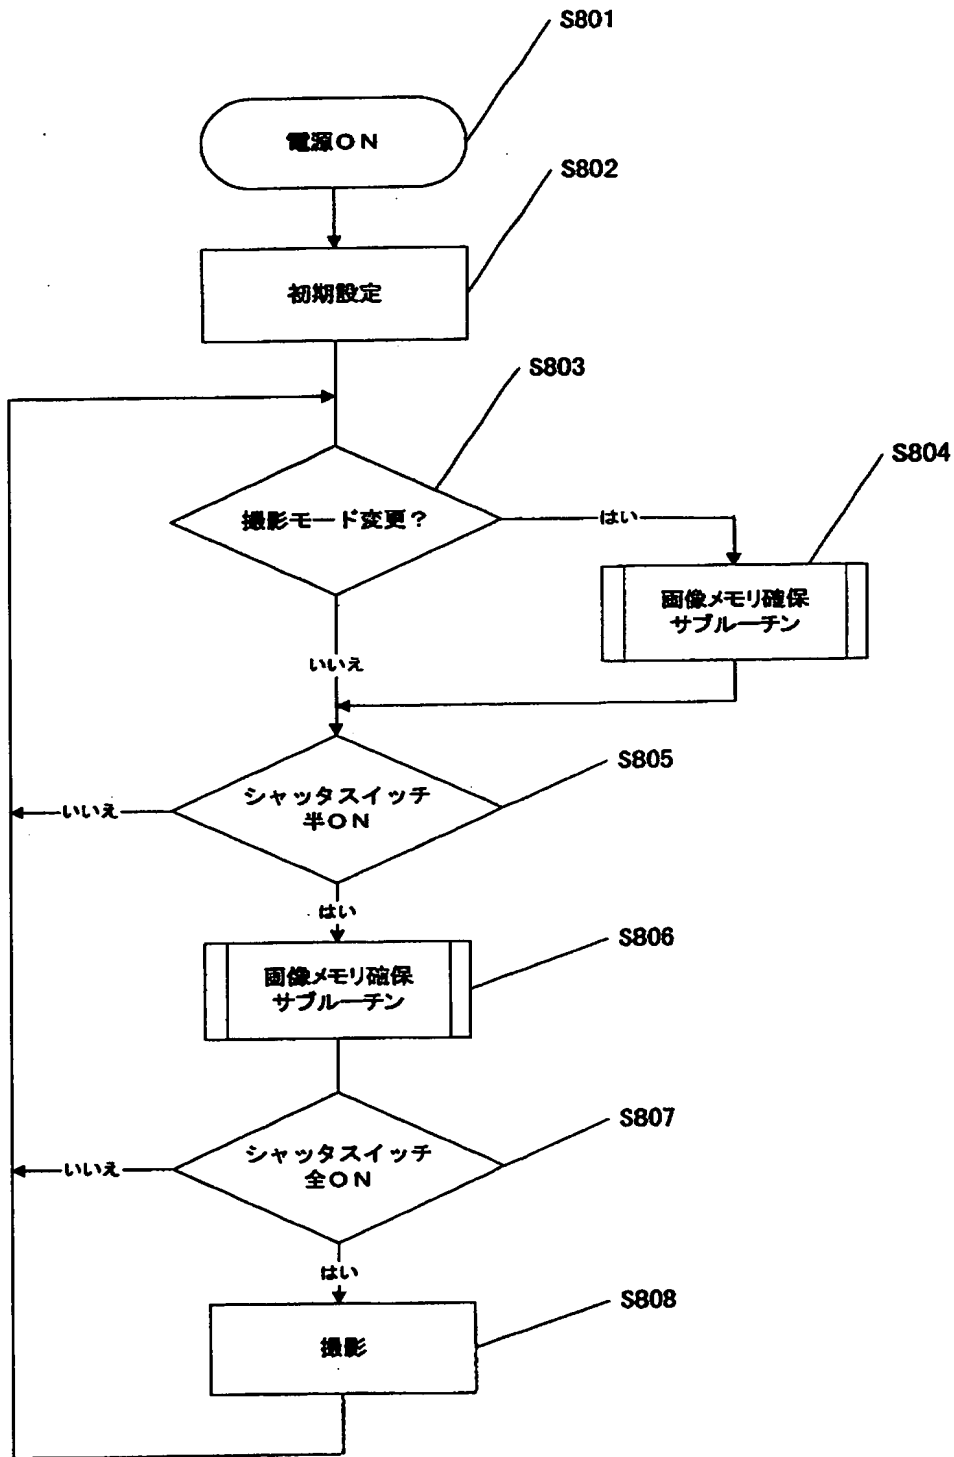 S801
電源ON
S802
初期設定
S803
撮影モード変更？
はい
S804
画像メモリ確保
サブルーチン
いいえ
S805
シャッタスイッチ
半ON
いいえ
はい
S806
画像メモリ確保
サブルーチン
S807
シャッタスイッチ
全ON
いいえ
はい
S808
撮影